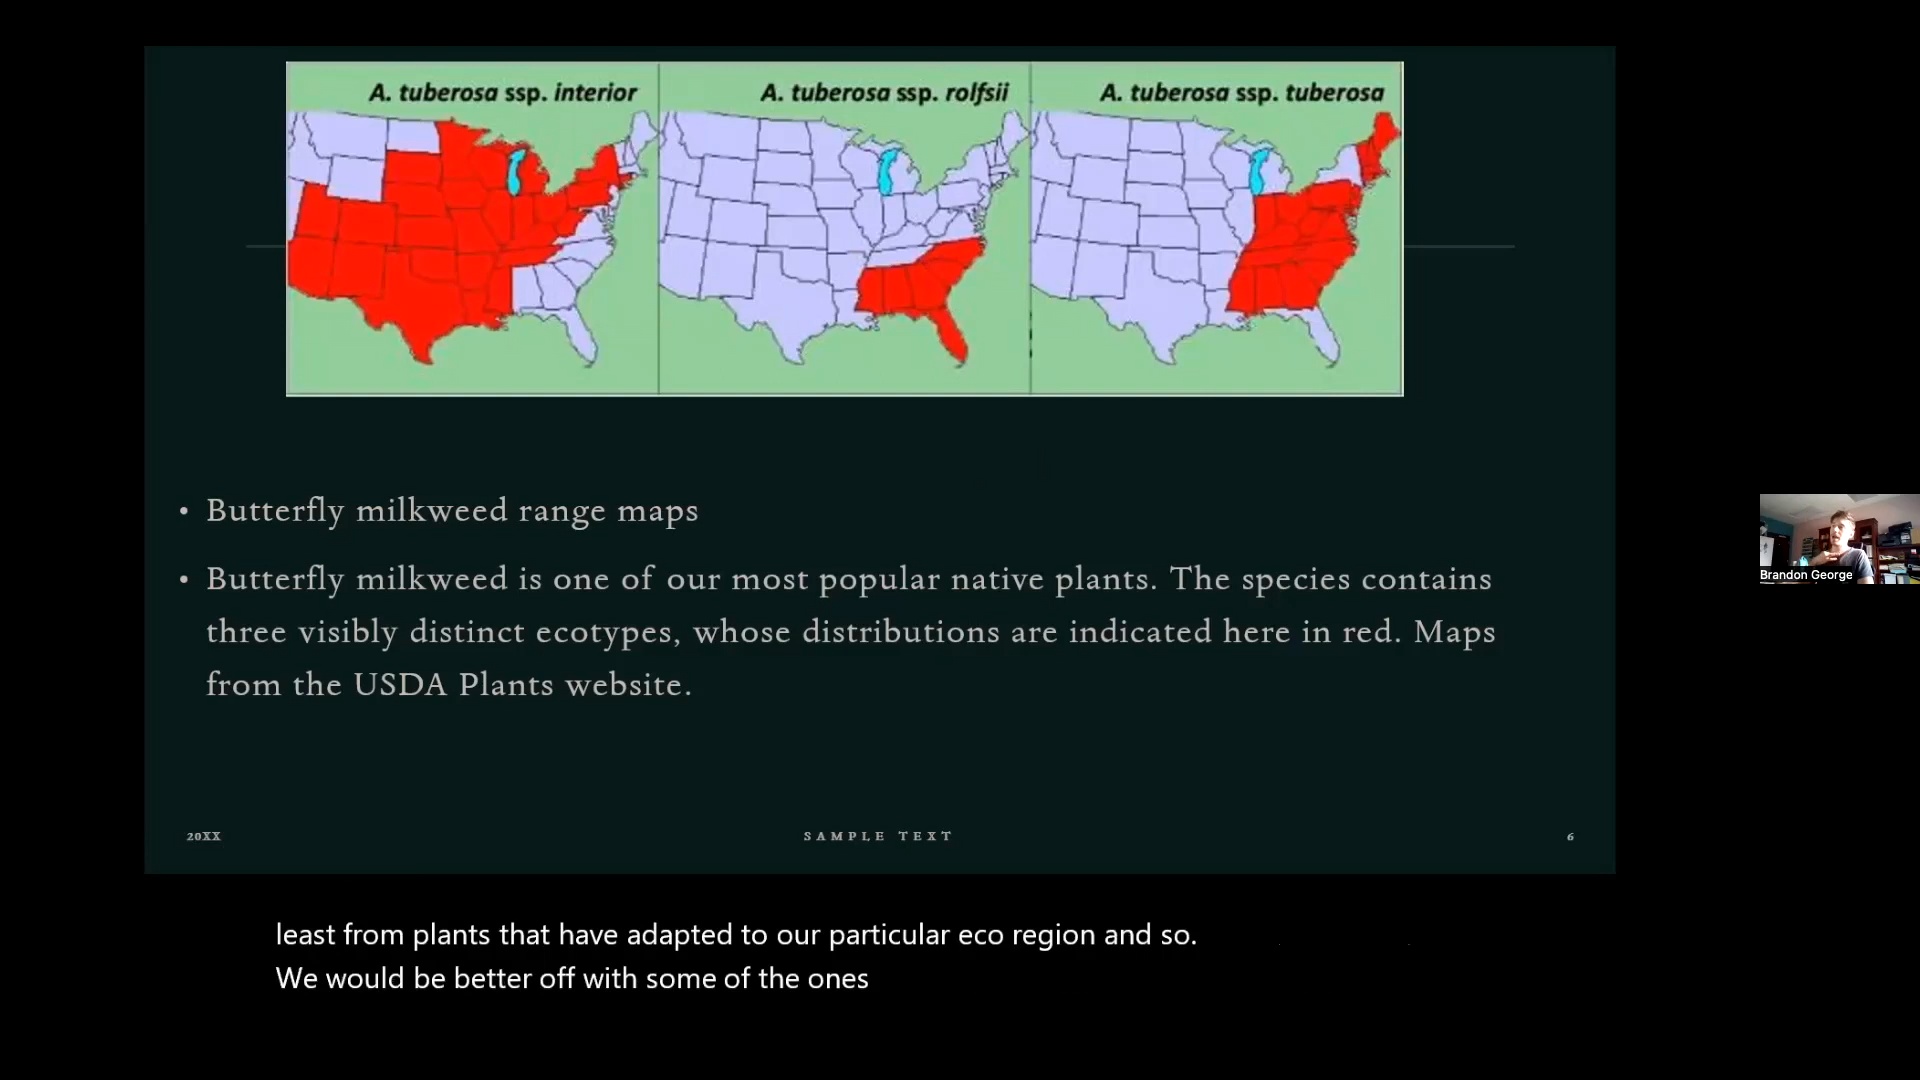 A. tuberosa ssp. interior
A. tuberosa ssp. rolfsii
A. tuberosa ssp. tuberosa
• Butterfly milkweed range maps
• Butterfly milkweed is one of our most popular native plants. The species contains
three visibly distinct ecotypes, whose distributions are indicated here in red. Maps
from the USDA Plants website.
20XX
SAMPLE TEXT
6
Brandon George
least from plants that have adapted to our particular eco region and so.
We would be better off with some of the ones